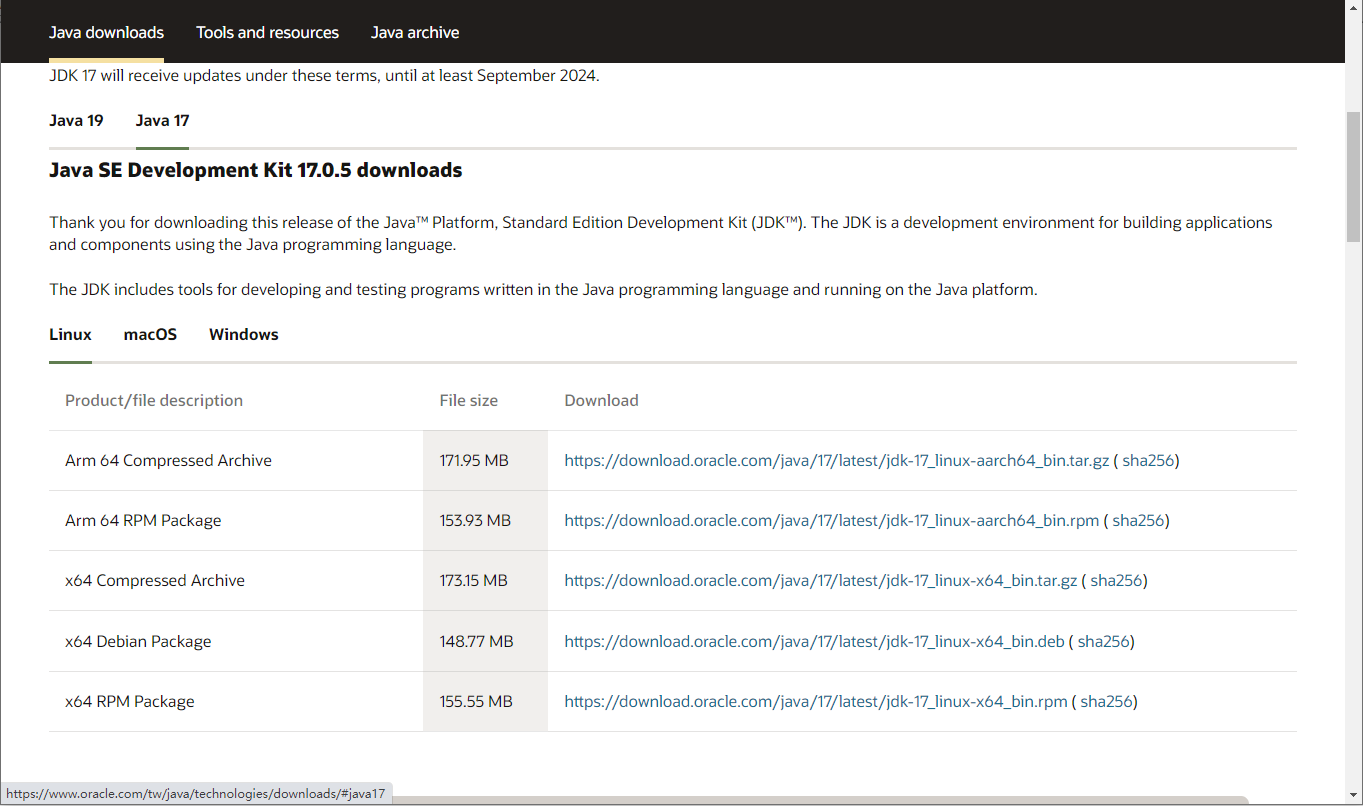 Java downloads Tools and resources Java archive
JDK 17 will receive updates under these terms, until at least September 2024.
Java 19 Java 17
Java SE Development Kit 17.0.5 downloads
Thank you for downloading this release of the Java™ Platform, Standard Edition Development Kit (JDK™). The JDK is a development environment for building applications
and components using the Java programming language.
The JDK includes tools for developing and testing programs written in the Java programming language and running on the Java platform.
Linux macOS Windows
Product/file description File size Download
Arm 64 Compressed Archive 171.95 MB https://download.oracle.com/java/17/latest/jdk-17_linux-aarch64_bin.tar.gz ( sha256)
Arm 64 RPM Package 153.93 MB https://download.oracle.com/java/17/latest/jdk-17_linux-aarch64_bin.rpm ( sha256)
x64 Compressed Archive 173.15 MB https://download.oracle.com/java/17/latest/jdk-17_linux-x64_bin.tar.gz ( sha256)
x64 Debian Package 148.77 MB https://download.oracle.com/java/17/latest/jdk-17_linux-x64_bin.deb ( sha256)
x64 RPM Package 155.55 MB https://download.oracle.com/java/17/latest/jdk-17_linux-x64_bin.rpm ( sha256)
https://www.oracle.com/tw/java/technologies/downloads/#java17